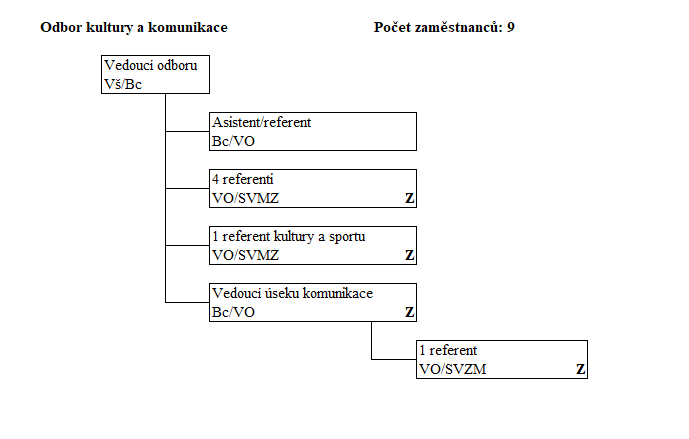 Odbor kultury a komunikace Počet zaměstnanců: 9
Vedoucí odboru
Vš/Bc
Asistent/referent
Bc/VO
4 referenti
VO/SVMZ Z
1 referent kultury a sportu
VO/SVMZ Z
Vedoucí úseku komunikace
Bc/VO Z
1 referent
VO/SVZM Z